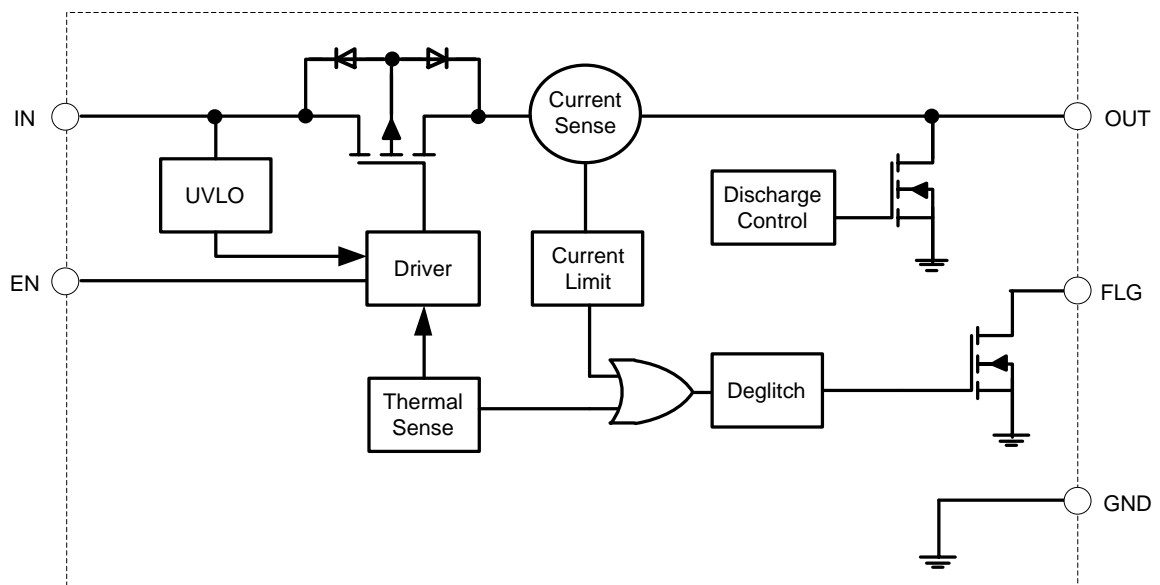 IN
Current
Sense
OUT
UVLO
Discharge
Control
EN
Driver
Current
Limit
FLG
Thermal
Sense
Deglitch
GND